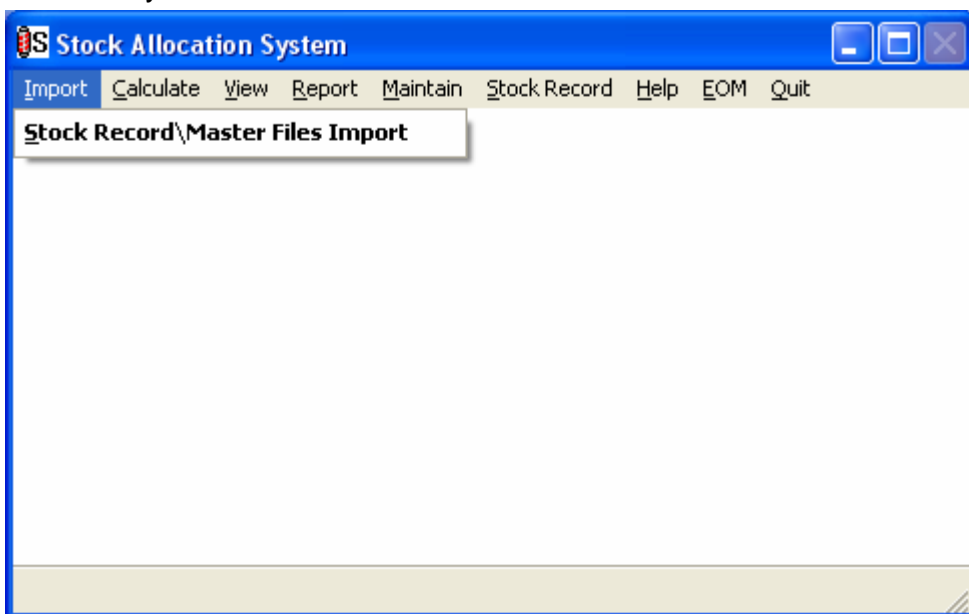 S Stock Allocation System
Import Calculate View Report Maintain Stock Record Help EOM Quit
Stock Record\Master Files Import